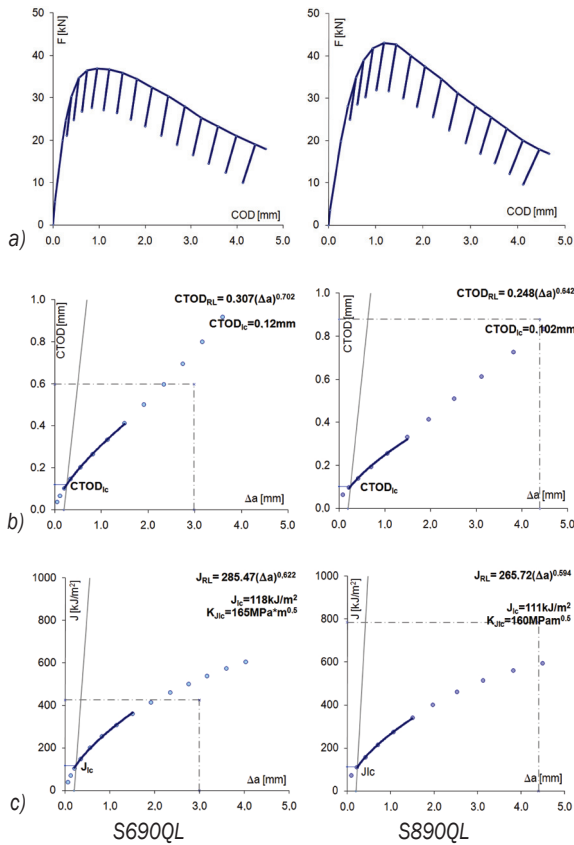 F [kN]
50
40
30
20
10
0
COD [mm]
0.0 1.0 2.0 3.0 4.0 5.0
F [kN]
50
40
30
20
10
0
COD [mm]
0.0 1.0 2.0 3.0 4.0 5.0
a)
CTOD_RL = 0.307(Δa)^0.702
CTOD_Ic=0.12mm
CTOD [mm]
1.0
0.8
0.6
0.4
0.2
0.0
CTOD_Ic
Δa [mm]
0.0 1.0 2.0 3.0 4.0 5.0
CTOD_RL = 0.248(Δa)^0.642
CTOD_Ic=0.102mm
CTOD [mm]
1.0
0.8
0.6
0.4
0.2
0.0
CTOD_Ic
Δa [mm]
0.0 1.0 2.0 3.0 4.0 5.0
b)
J_RL = 285.47(Δa)^0,622
J_Ic=118kJ/m²
K_JIc=165MPa*m^0.5
J [kJ/m²]
1000
800
600
400
200
0
J_Ic
Δa [mm]
0.0 1.0 2.0 3.0 4.0 5.0
J_RL = 265.72(Δa)^0.594
J_Ic=111kJ/m²
K_JIc=160MPam^0.5
J [kJ/m²]
1000
800
600
400
200
0
JIc
Δa [mm]
0.0 1.0 2.0 3.0 4.0 5.0
c)
S690QL
S890QL